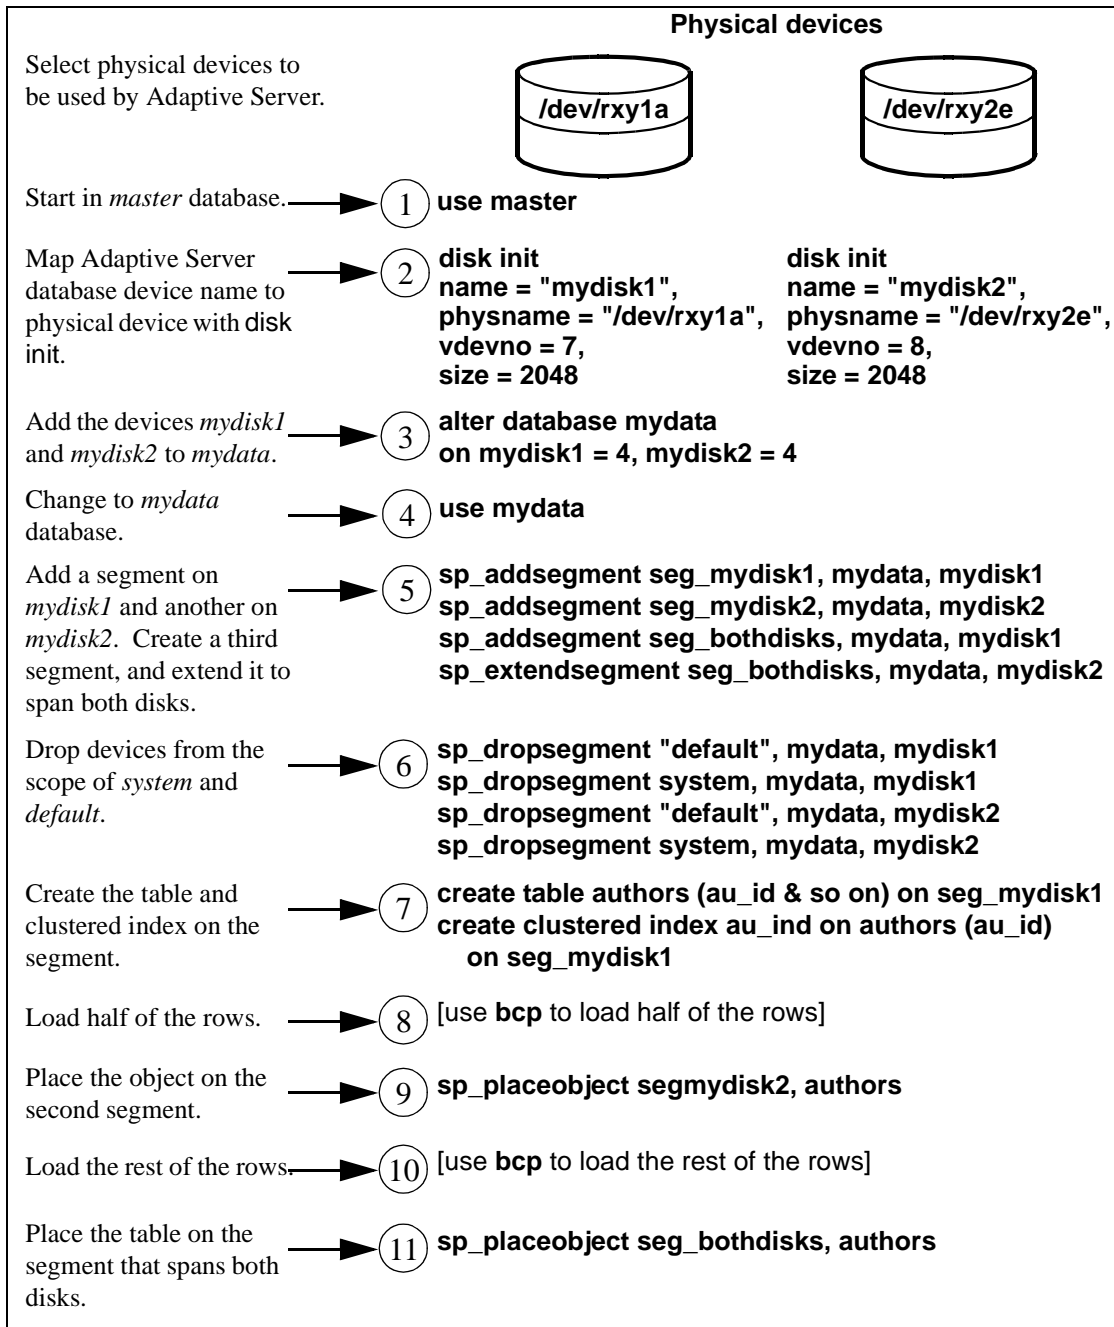 Physical devices
Select physical devices to
be used by Adaptive Server.
/dev/rxy1a
/dev/rxy2e
Start in master database.
1
use master
Map Adaptive Server
database device name to
physical device with disk
init.
2
disk init
name = "mydisk1",
physname = "/dev/rxy1a",
vdevno = 7,
size = 2048
disk init
name = "mydisk2",
physname = "/dev/rxy2e",
vdevno = 8,
size = 2048
Add the devices mydisk1
and mydisk2 to mydata.
3
alter database mydata
on mydisk1 = 4, mydisk2 = 4
Change to mydata
database.
4
use mydata
Add a segment on
mydisk1 and another on
mydisk2. Create a third
segment, and extend it to
span both disks.
5
sp_addsegment seg_mydisk1, mydata, mydisk1
sp_addsegment seg_mydisk2, mydata, mydisk2
sp_addsegment seg_bothdisks, mydata, mydisk1
sp_extendsegment seg_bothdisks, mydata, mydisk2
Drop devices from the
scope of system and
default.
6
sp_dropsegment "default", mydata, mydisk1
sp_dropsegment system, mydata, mydisk1
sp_dropsegment "default", mydata, mydisk2
sp_dropsegment system, mydata, mydisk2
Create the table and
clustered index on the
segment.
7
create table authors (au_id & so on) on seg_mydisk1
create clustered index au_ind on authors (au_id)
on seg_mydisk1
Load half of the rows.
8
[use bcp to load half of the rows]
Place the object on the
second segment.
9
sp_placeobject segmydisk2, authors
Load the rest of the rows.
10
[use bcp to load the rest of the rows]
Place the table on the
segment that spans both
disks.
11
sp_placeobject seg_bothdisks, authors